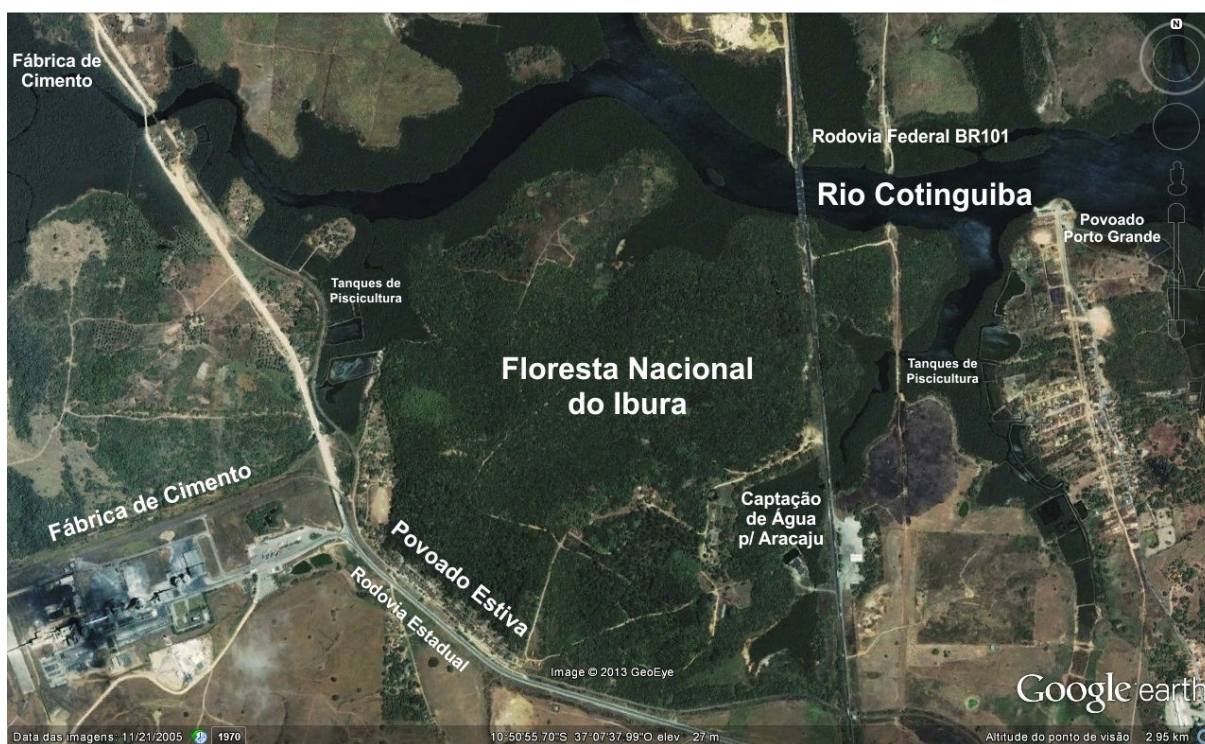 N
Fábrica de
Cimento
Rodovia Federal BR101
Rio Cotinguiba
Povoado
Porto Grande
Tanques de
Piscicultura
Floresta Nacional
do Ibura
Tanques de
Piscicultura
Fábrica de Cimento
Captação
de Água
p/ Aracaju
Povoado Estiva
Rodovia Estadual
Image © 2013 GeoEye
Google earth
Data das imagens: 11/21/2005 1970 10°50'55.70"S 37°07'37.99"O elev 27 m Altitude do ponto de visão 2.95 km